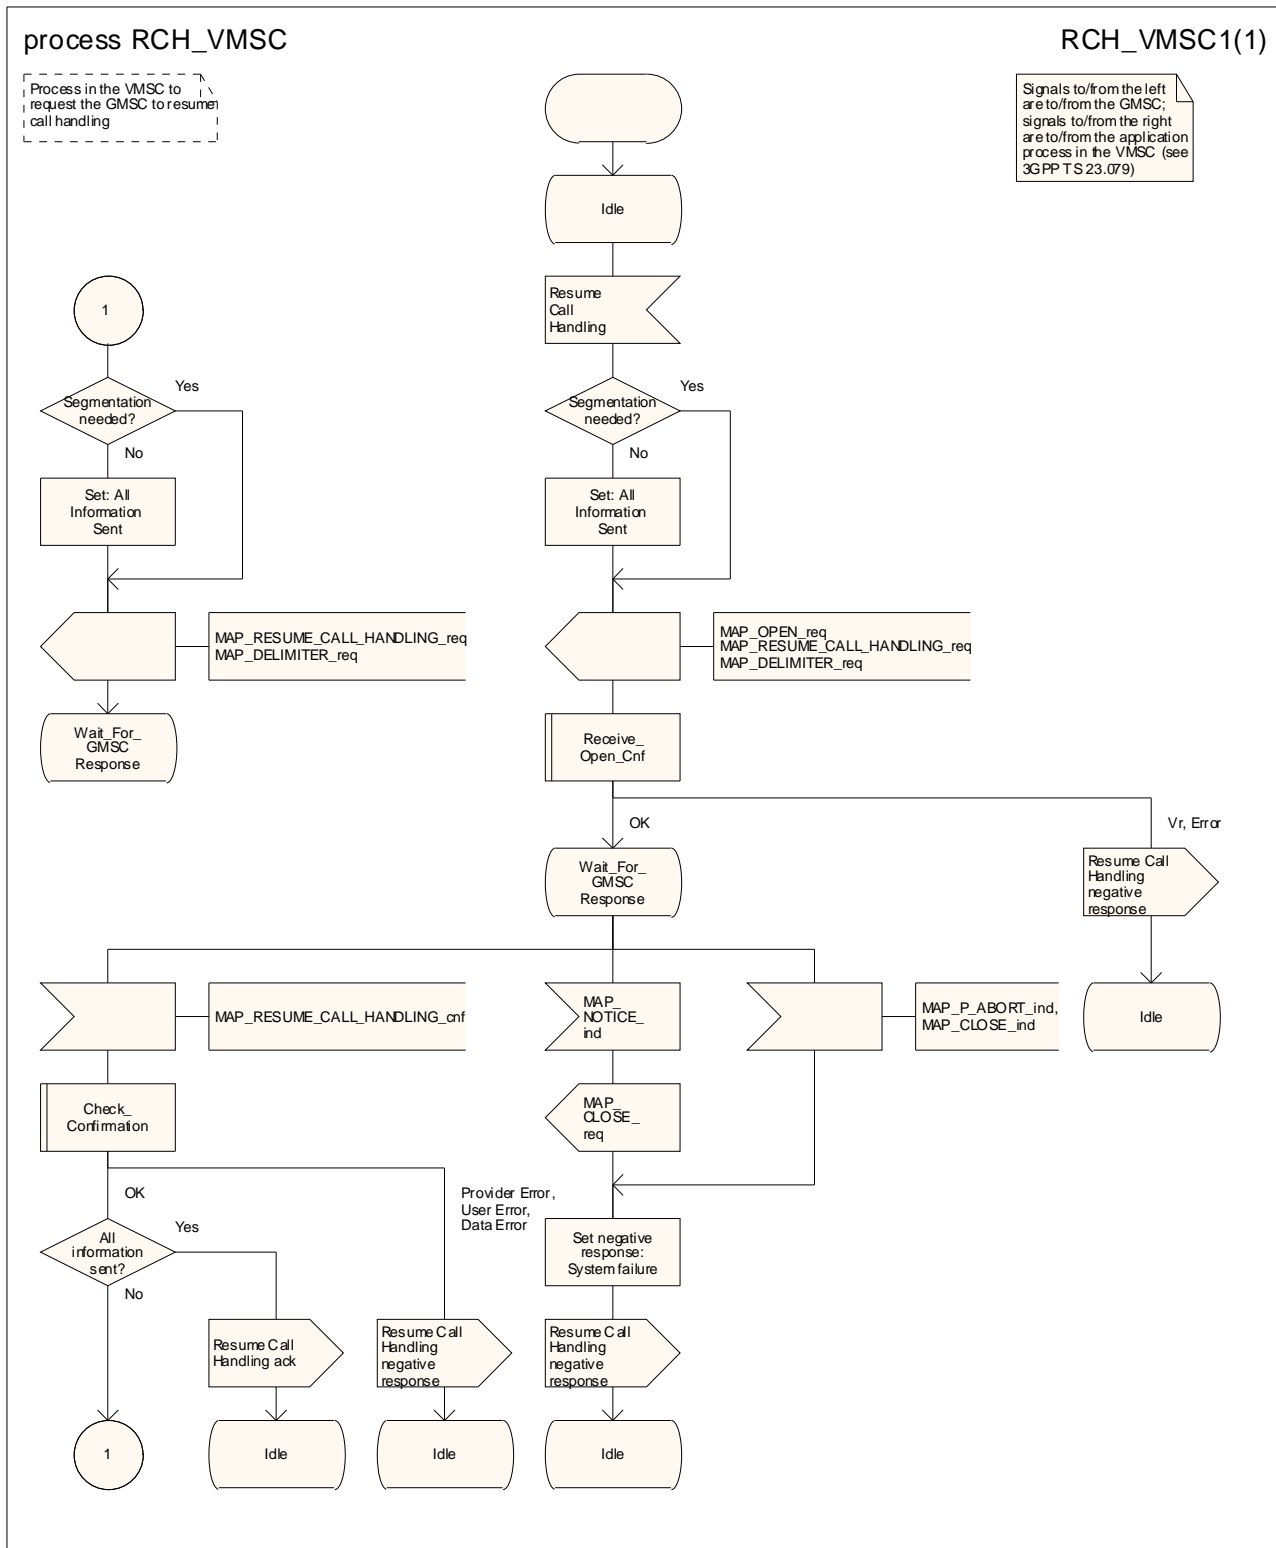 process RCH_VMSC
RCH_VMSC1(1)
Process in the VMSC to
request the GMSC to resume
call handling
Signals to/from the left
are to/from the GMSC;
signals to/from the right
are to/from the application
process in the VMSC (see
3GPP TS 23.079)
Idle
Resume
Call
Handling
1
Segmentation
needed?
Yes
No
Set: All
Information
Sent
Segmentation
needed?
Yes
No
Set: All
Information
Sent
MAP_RESUME_CALL_HANDLING_req
MAP_DELIMITER_req
MAP_OPEN_req
MAP_RESUME_CALL_HANDLING_req
MAP_DELIMITER_req
Wait_For_
GMSC
Response
Receive_
Open_Cnf
OK
Vr, Error
Wait_For_
GMSC
Response
Resume Call
Handling
negative
response
MAP_RESUME_CALL_HANDLING_cnf
MAP_
NOTICE_
ind
MAP_P_ABORT_ind,
MAP_CLOSE_ind
Idle
Check_
Confirmation
MAP_
CLOSE_
req
OK
Provider Error,
User Error,
Data Error
All
information
sent?
Yes
No
Set negative
response:
System failure
Resume Call
Handling ack
Resume Call
Handling
negative
response
Resume Call
Handling
negative
response
1
Idle
Idle
Idle